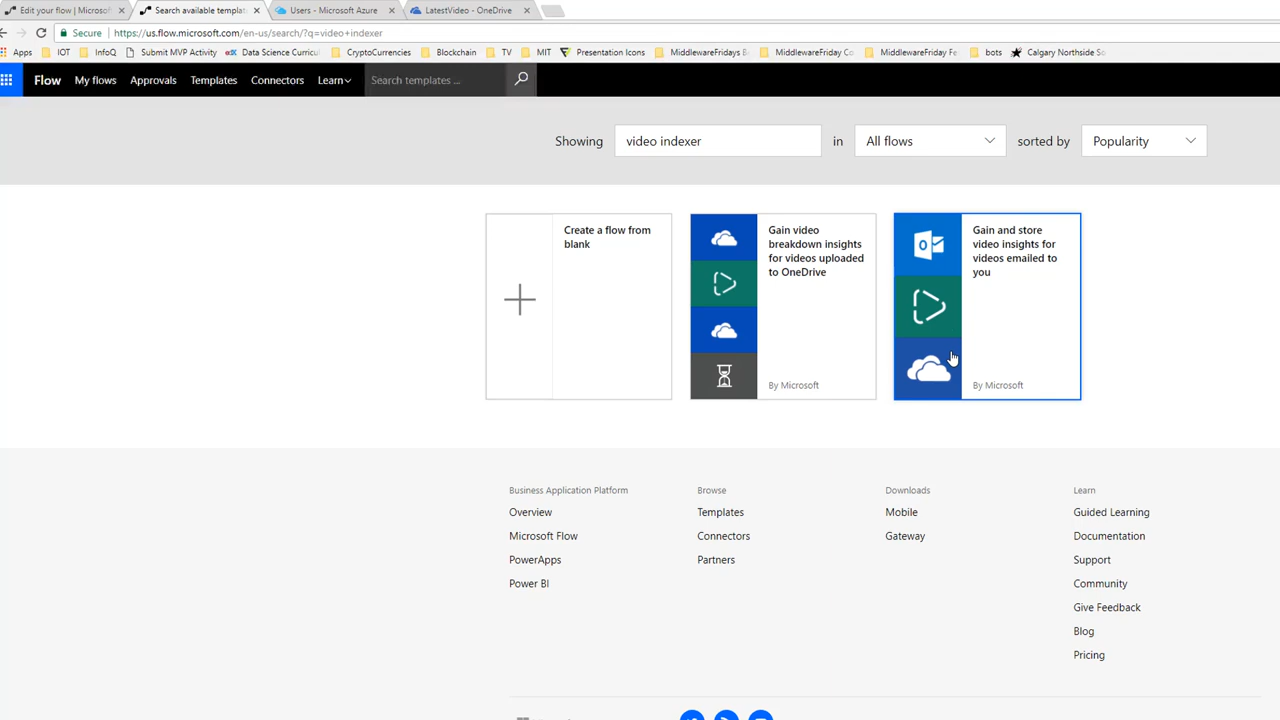 Edit your flow | Microsof
Search available templat
Users - Microsoft Azure
LatestVideo - OneDrive
Secure
https://us.flow.microsoft.com/en-us/search/?q=video+indexer
Apps
IOT
InfoQ
Submit MVP Activity
Data Science Curricu
CryptoCurrencies
Blockchain
TV
MIT
Presentation Icons
MiddlewareFridays B
MiddlewareFriday Co
MiddlewareFriday Fe
bots
Calgary Northside So
Flow
My flows
Approvals
Templates
Connectors
Learn
Search templates ...
Showing
video indexer
in
All flows
sorted by
Popularity
Create a flow from
blank
Gain video
breakdown insights
for videos uploaded
to OneDrive
By Microsoft
Gain and store
video insights for
videos emailed to
you
By Microsoft
Business Application Platform
Overview
Microsoft Flow
PowerApps
Power BI
Browse
Templates
Connectors
Partners
Downloads
Mobile
Gateway
Learn
Guided Learning
Documentation
Support
Community
Give Feedback
Blog
Pricing